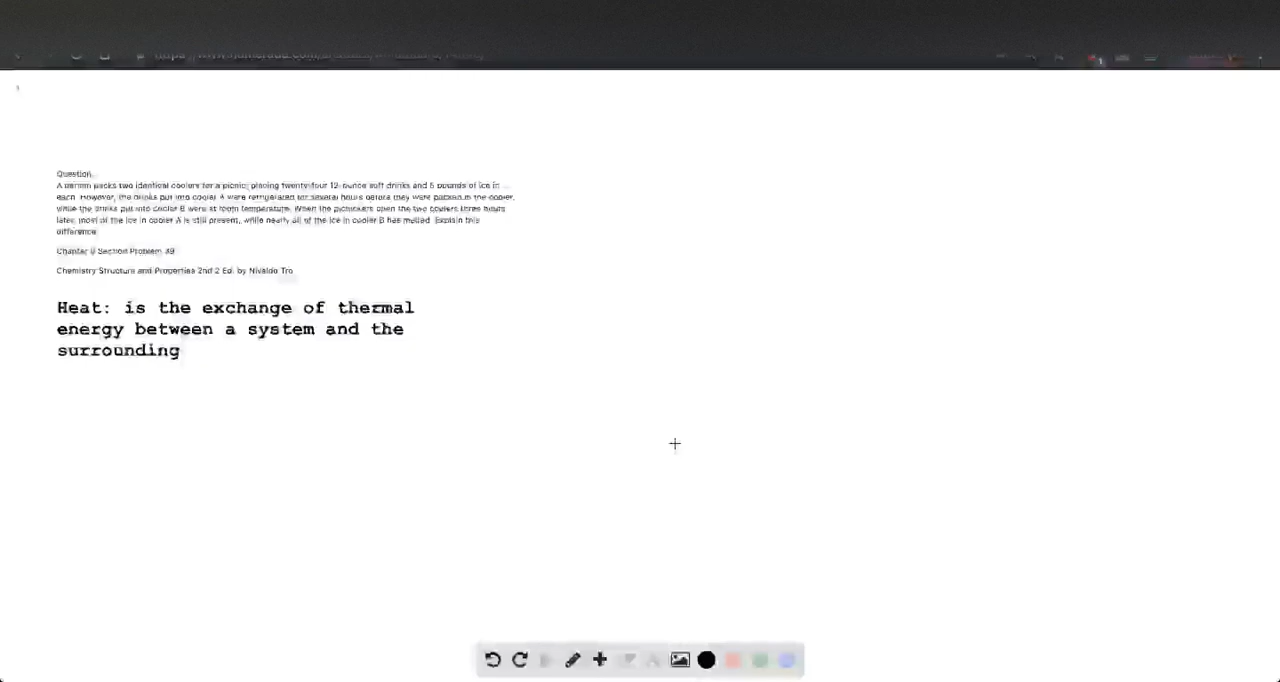 Question
A person packs two identical coolers for a picnic, placing twenty-four 12-ounce soft drinks and 5 pounds of ice in
each. However, the drinks put into cooler A were refrigerated for several hours before they were packed in the cooler,
while the drinks put into cooler B were at room temperature. When the picnickers open the two coolers three hours
later, most of the ice in cooler A is still present, while nearly all of the ice in cooler B has melted. Explain this
difference.
Chapter Section Problem 39
Chemistry Structure and Properties 2nd 2 Ed. by Nivaldo Tro
Heat: is the exchange of thermal
energy between a system and the
surrounding